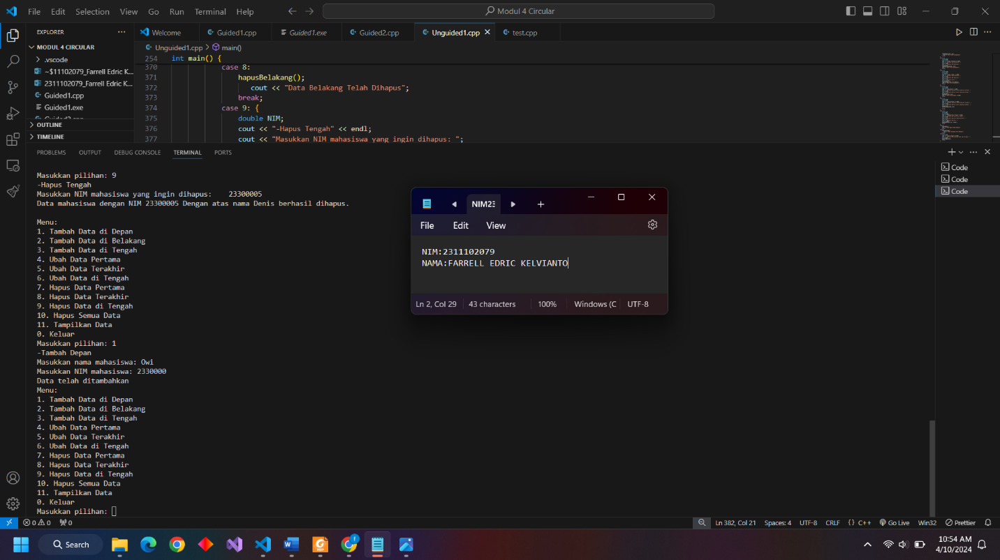 File Edit Selection View Go Run Terminal Help
Modul 4 Circular
EXPLORER
MODUL 4 CIRCULAR
.vscode
~$11102079_Farrell Edric K...
2311102079_Farrell Edric K...
Guided1.cpp
Guided1.exe
OUTLINE
TIMELINE
Welcome Guided1.cpp Guided1.exe Guided2.cpp Unguided1.cpp test.cpp
Unguided1.cpp > main()
254 int main() {
370 case 8:
371 hapusBelakang();
372 cout << "Data Belakang Telah Dihapus";
373 break;
374 case 9: {
375 double NIM;
376 cout << "-Hapus Tengah" << endl;
377 cout << "Masukkan NIM mahasiswa yang ingin dihapus: ";
PROBLEMS OUTPUT DEBUG CONSOLE TERMINAL PORTS
Code
Code
Code
Masukkan pilihan: 9
-Hapus Tengah
Masukkan NIM mahasiswa yang ingin dihapus: 23300005
Data mahasiswa dengan NIM 23300005 Dengan atas nama Denis berhasil dihapus.
Menu:
1. Tambah Data di Depan
2. Tambah Data di Belakang
3. Tambah Data di Tengah
4. Ubah Data Pertama
5. Ubah Data Terakhir
6. Ubah Data di Tengah
7. Hapus Data Pertama
8. Hapus Data Terakhir
9. Hapus Data di Tengah
10. Hapus Semua Data
11. Tampilkan Data
0. Keluar
Masukkan pilihan: 1
-Tambah Depan
Masukkan nama mahasiswa: Owi
Masukkan NIM mahasiswa: 2330000
Data telah ditambahkan
Menu:
1. Tambah Data di Depan
2. Tambah Data di Belakang
3. Tambah Data di Tengah
4. Ubah Data Pertama
5. Ubah Data Terakhir
6. Ubah Data di Tengah
7. Hapus Data Pertama
8. Hapus Data Terakhir
9. Hapus Data di Tengah
10. Hapus Semua Data
11. Tampilkan Data
0. Keluar
Masukkan pilihan:
NIM23
File Edit View
NIM:2311102079
NAMA:FARRELL EDRIC KELVIANTO
Ln 2, Col 29 43 characters 100% Windows (C UTF-8
0 0 0
Ln 382, Col 21 Spaces: 4 UTF-8 CRLF {} C++ Go Live Win32 Prettier
Search
10:54 AM
4/10/2024